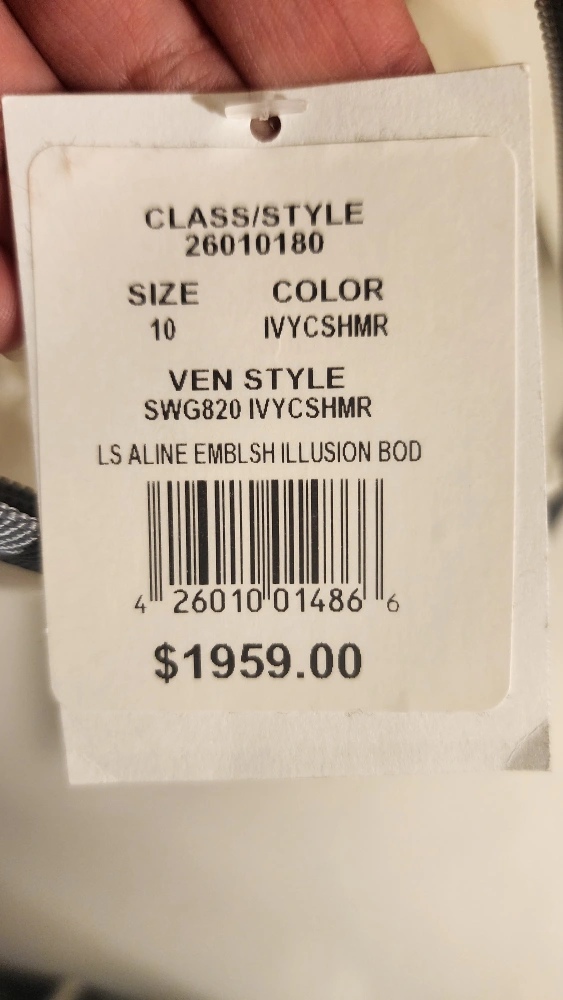 CLASS/STYLE
26010180
SIZE COLOR
10 IVYCSHMR
VEN STYLE
SWG820 IVYCSHMR
LS ALINE EMBLSH ILLUSION BOD
4 26010 01486 6
$1959.00